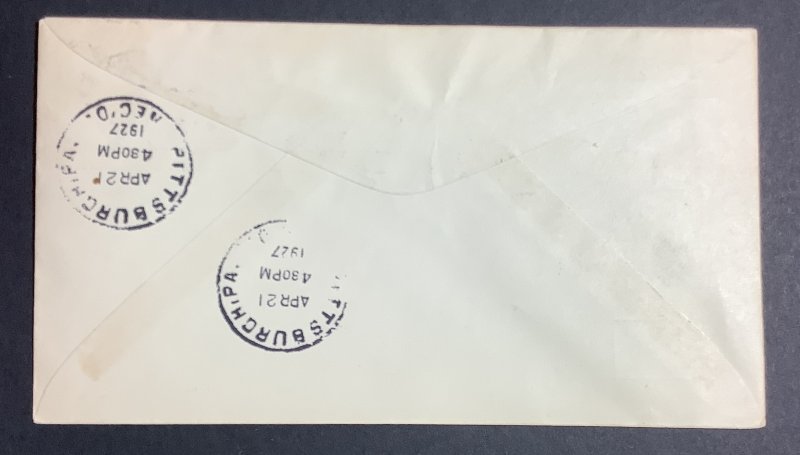 PITTSBURGH, PA.
APR 21
4 30 PM
1927
REC'D.
PITTSBURGH, PA.
APR 21
4 30 PM
1927